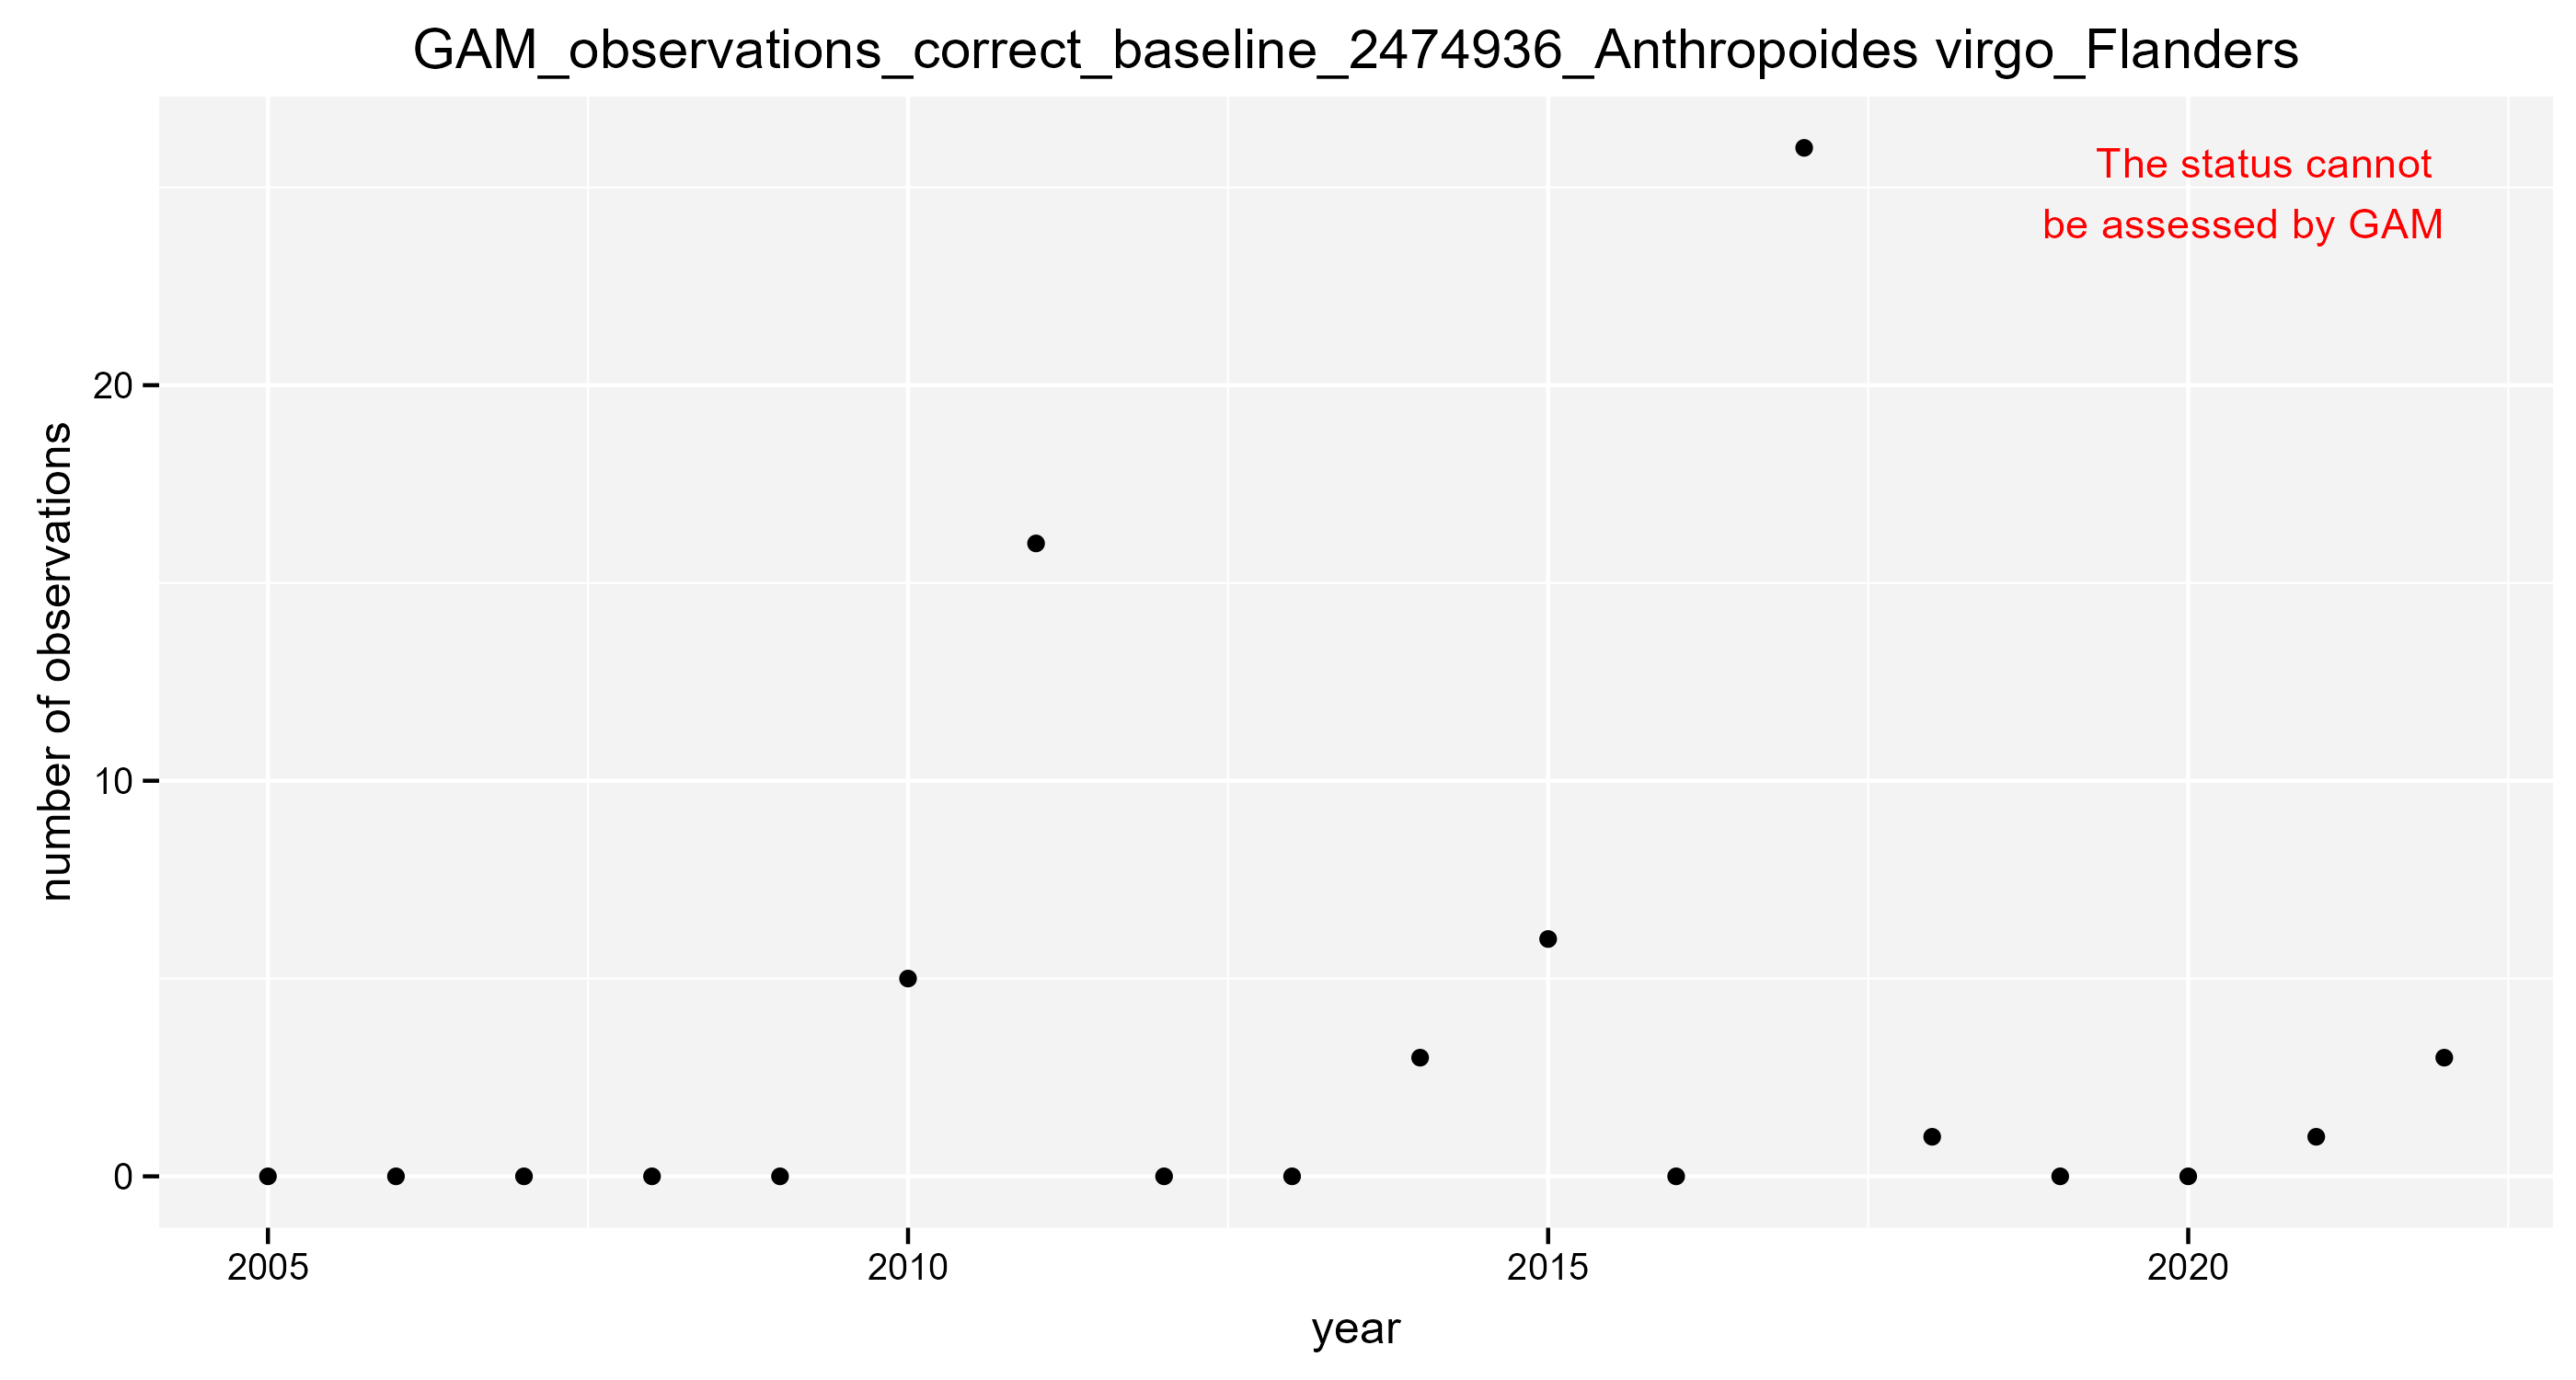 GAM_observations_correct_baseline_2474936_Anthropoides virgo_Flanders
The status cannot
be assessed by GAM
20
10
0
number of observations
2005 2010 2015 2020
year